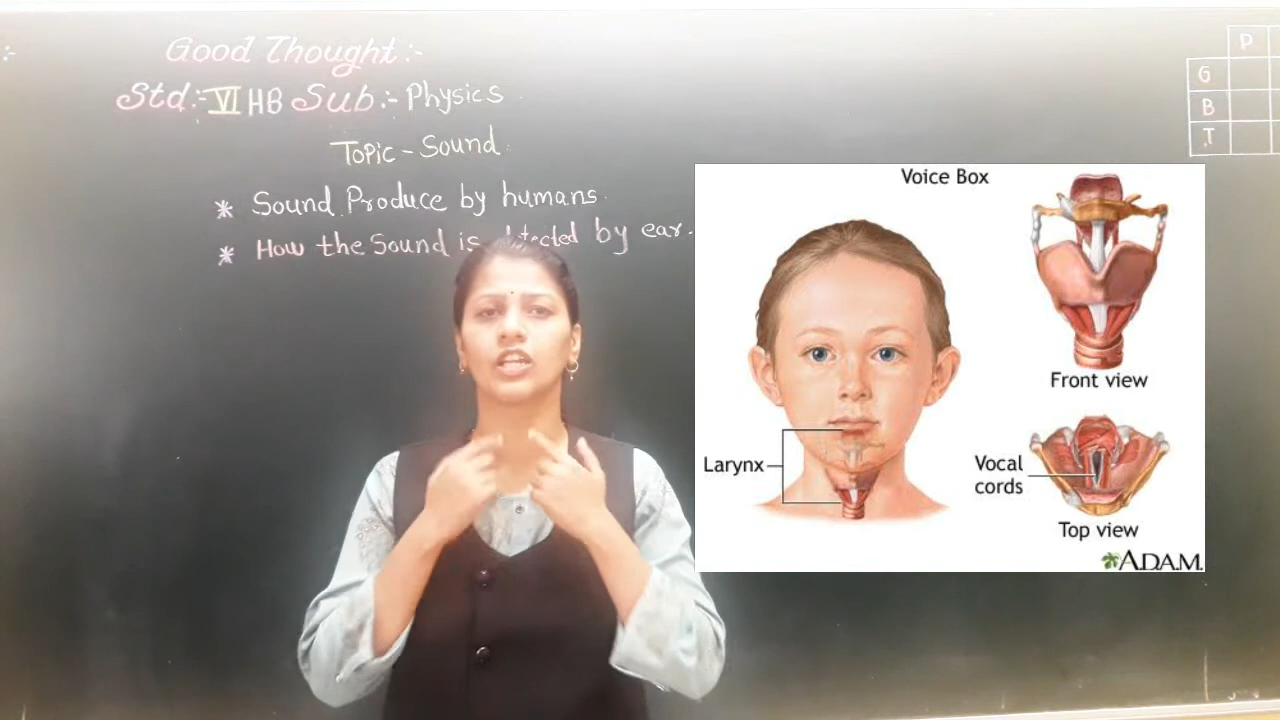 Good Thought :-
Std:- VI HB Sub:- Physics
Topic - Sound.
* Sound Produce by humans.
* How the Sound is detected by ear.
P
G
B
T
Voice Box
Front view
Larynx
Vocal
cords
Top view
A.D.A.M.